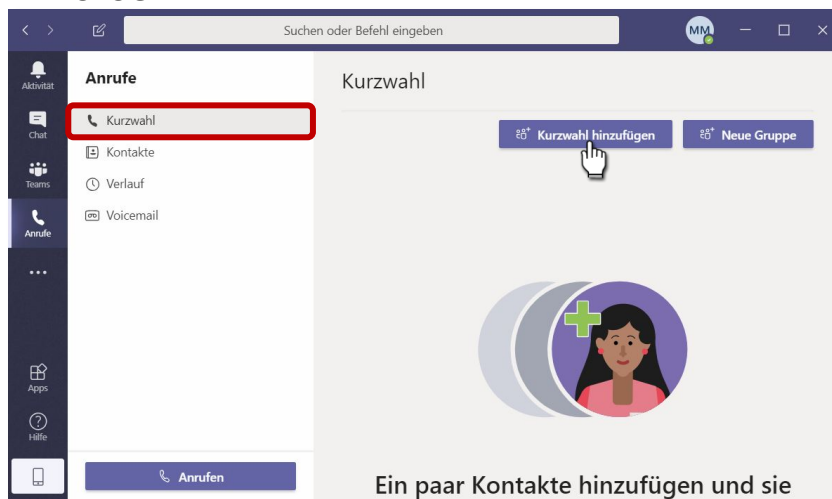 Suchen oder Befehl eingeben
MM
Aktivität
Chat
Teams
Anrufe
Apps
Hilfe
Anrufe
Kurzwahl
Kontakte
Verlauf
Voicemail
Anrufen
Kurzwahl
Kurzwahl hinzufügen
Neue Gruppe
Ein paar Kontakte hinzufügen und sie